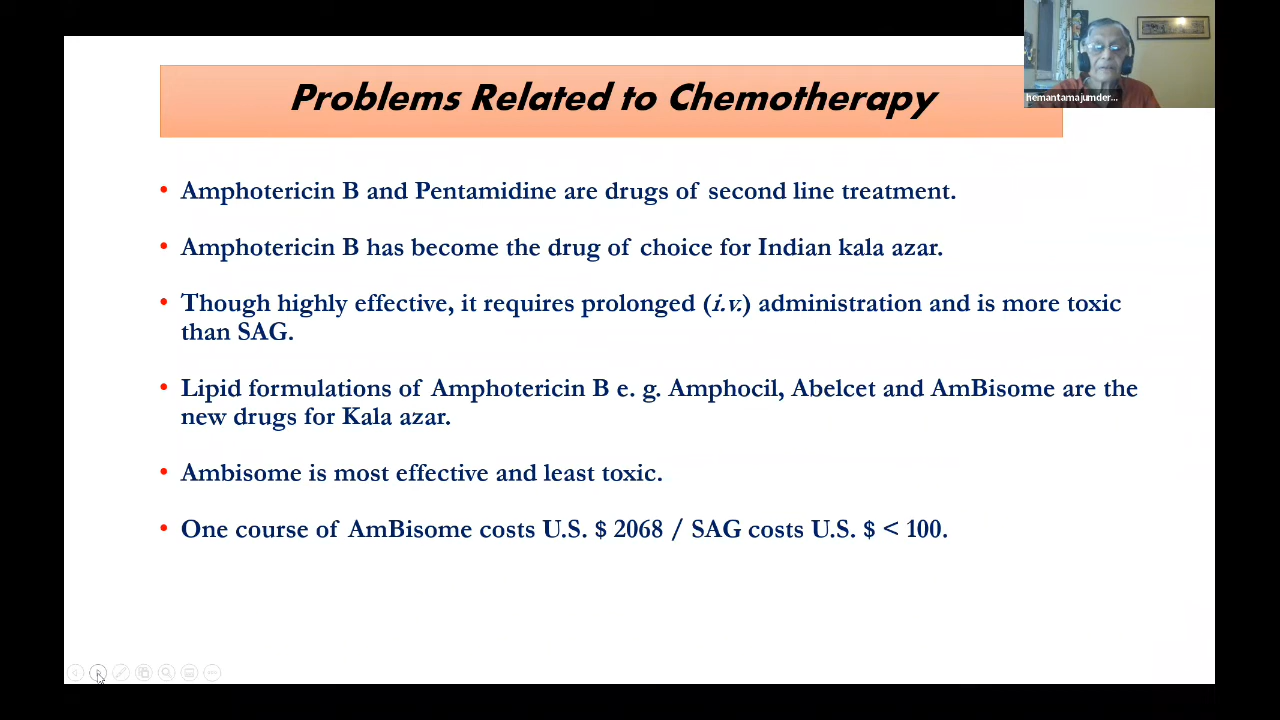 Problems Related to Chemotherapy
hemantamajumder...
• Amphotericin B and Pentamidine are drugs of second line treatment.
• Amphotericin B has become the drug of choice for Indian kala azar.
• Though highly effective, it requires prolonged (i.v.) administration and is more toxic
than SAG.
• Lipid formulations of Amphotericin B e. g. Amphocil, Abelcet and AmBisome are the
new drugs for Kala azar.
• Ambisome is most effective and least toxic.
• One course of AmBisome costs U.S. $ 2068 / SAG costs U.S. $ < 100.